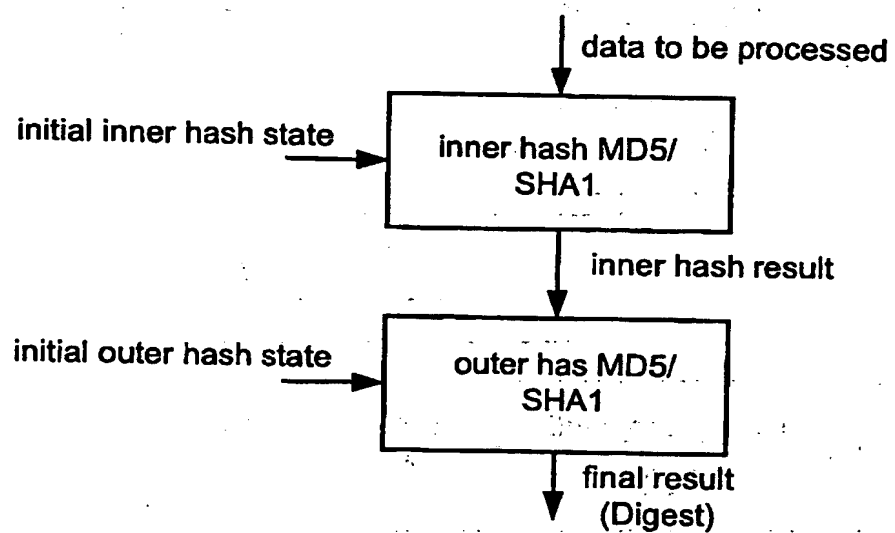 data to be processed
initial inner hash state
inner hash MD5/
SHA1
inner hash result
initial outer hash state
outer has MD5/
SHA1
final result
(Digest)